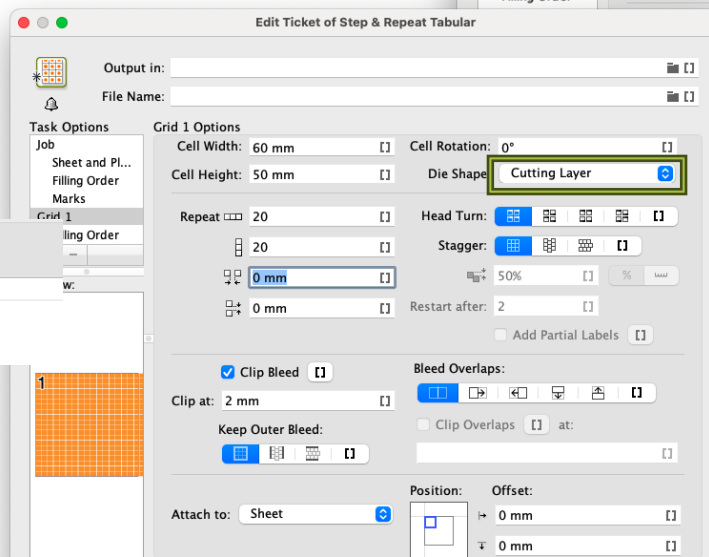 Edit Ticket of Step & Repeat Tabular
Output in:
File Name:
Task Options
Grid 1 Options
Job
Sheet and Pl...
Filling Order
Marks
Grid 1
ling Order
w:
1
Cell Width: 60 mm [] Cell Rotation: 0° []
Cell Height: 50 mm [] Die Shape Cutting Layer
Repeat 20 [] Head Turn: []
20 [] Stagger: []
0 mm [] 50% [] %
0 mm [] Restart after: 2 []
Add Partial Labels []
Clip Bleed [] Bleed Overlaps:
Clip at: 2 mm [] []
Keep Outer Bleed: Clip Overlaps [] at:
[] []
Position: Offset:
Attach to: Sheet 0 mm []
0 mm []